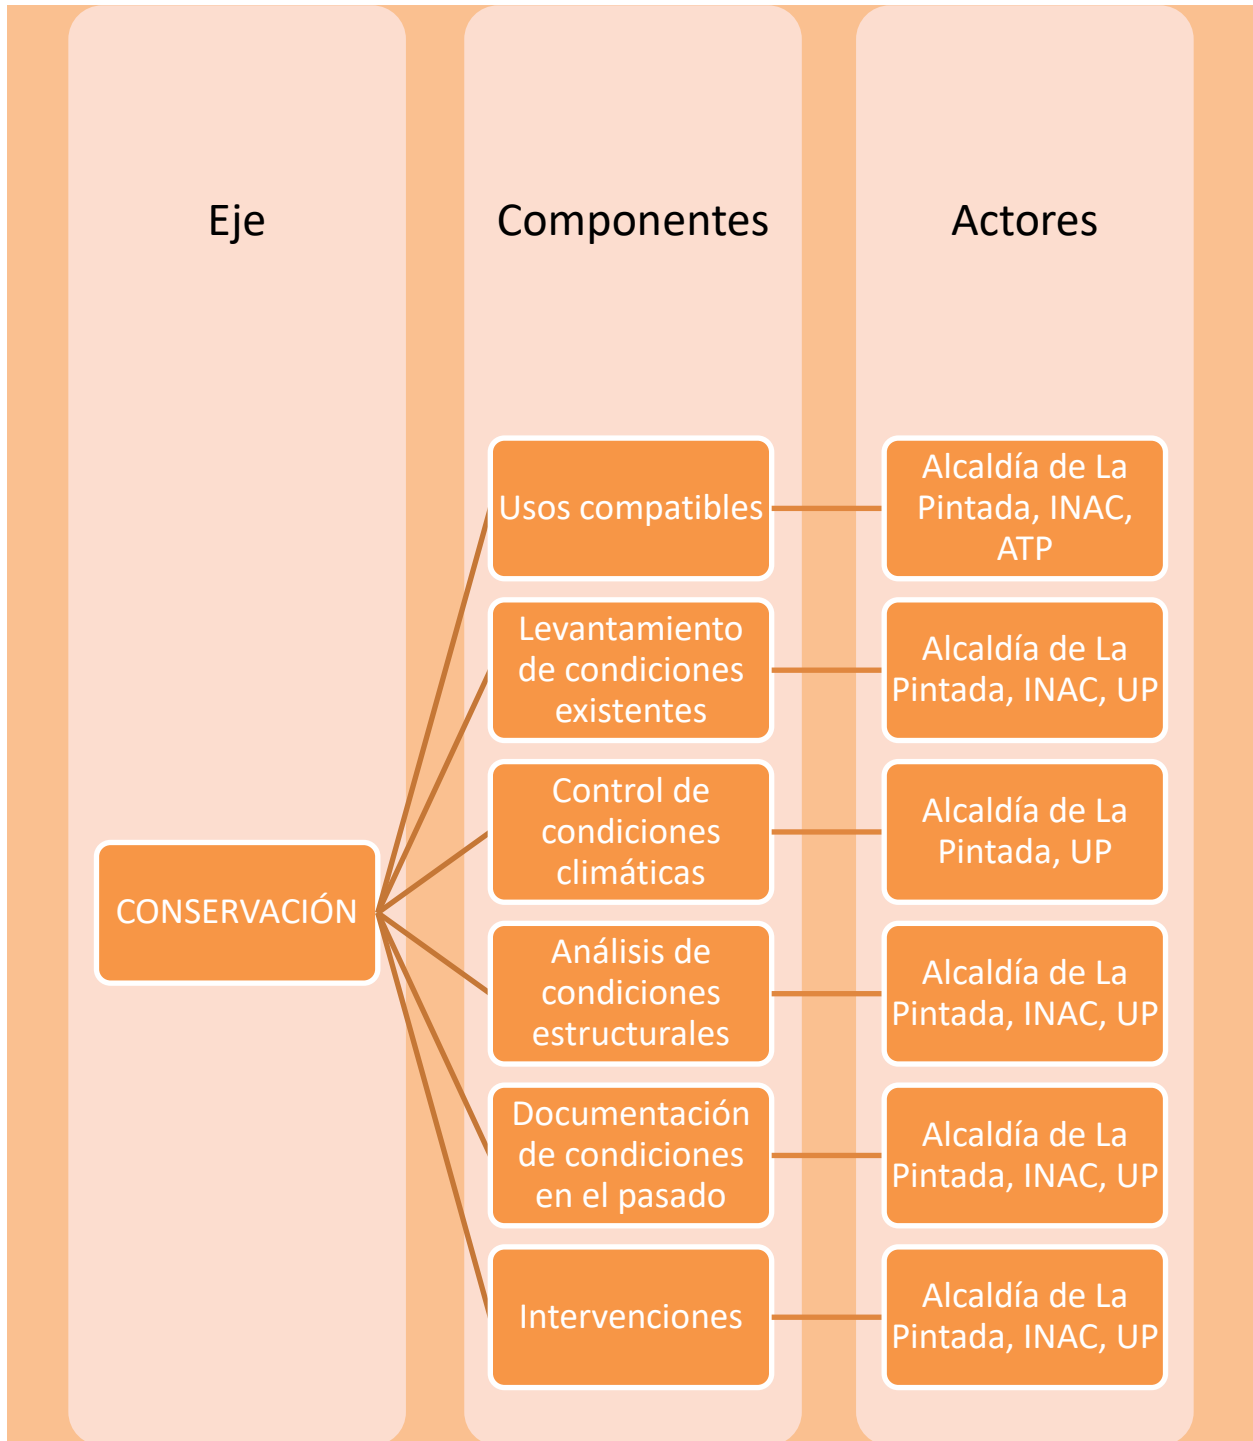 Eje
Componentes
Actores
CONSERVACIÓN
Usos compatibles
Alcaldía de La
Pintada, INAC,
ATP
Levantamiento
de condiciones
existentes
Alcaldía de La
Pintada, INAC, UP
Control de
condiciones
climáticas
Alcaldía de La
Pintada, UP
Análisis de
condiciones
estructurales
Alcaldía de La
Pintada, INAC, UP
Documentación
de condiciones
en el pasado
Alcaldía de La
Pintada, INAC, UP
Intervenciones
Alcaldía de La
Pintada, INAC, UP